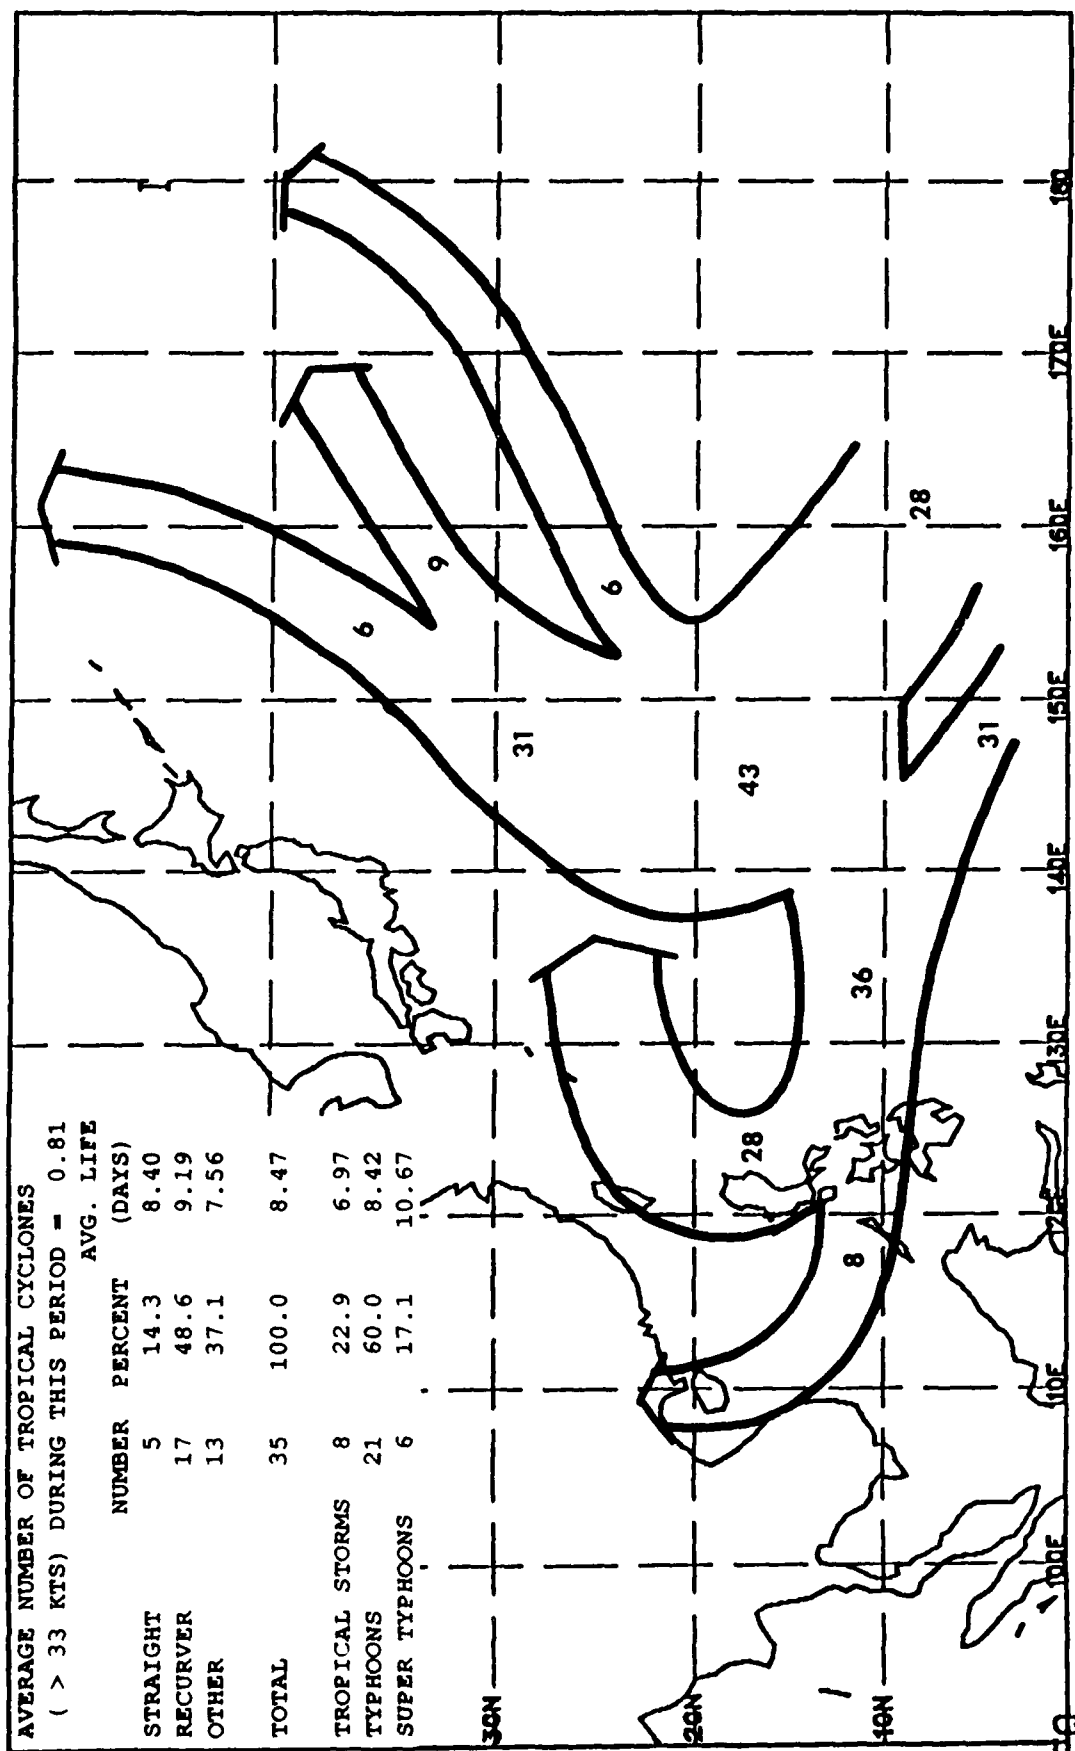 AVERAGE NUMBER OF TROPICAL CYCLONES
( > 33 KTS) DURING THIS PERIOD = 0.81
AVG. LIFE
NUMBER PERCENT (DAYS)
STRAIGHT 5 14.3 8.40
RECURVER 17 48.6 9.19
OTHER 13 37.1 7.56
TOTAL 35 100.0 8.47
TROPICAL STORMS 8 22.9 6.97
TYPHOONS 21 60.0 8.42
SUPER TYPHOONS 6 17.1 10.67
6
9
31
6
43
28
28
36
8
31
30N
20N
10N
100E
110E
120E
130E
140E
150E
160E
170E
180